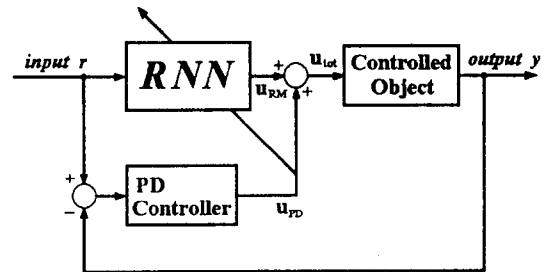 input r
RNN
+
u_RM
+
u_tot
Controlled
Object
output y
+
−
PD
Controller
u_PD